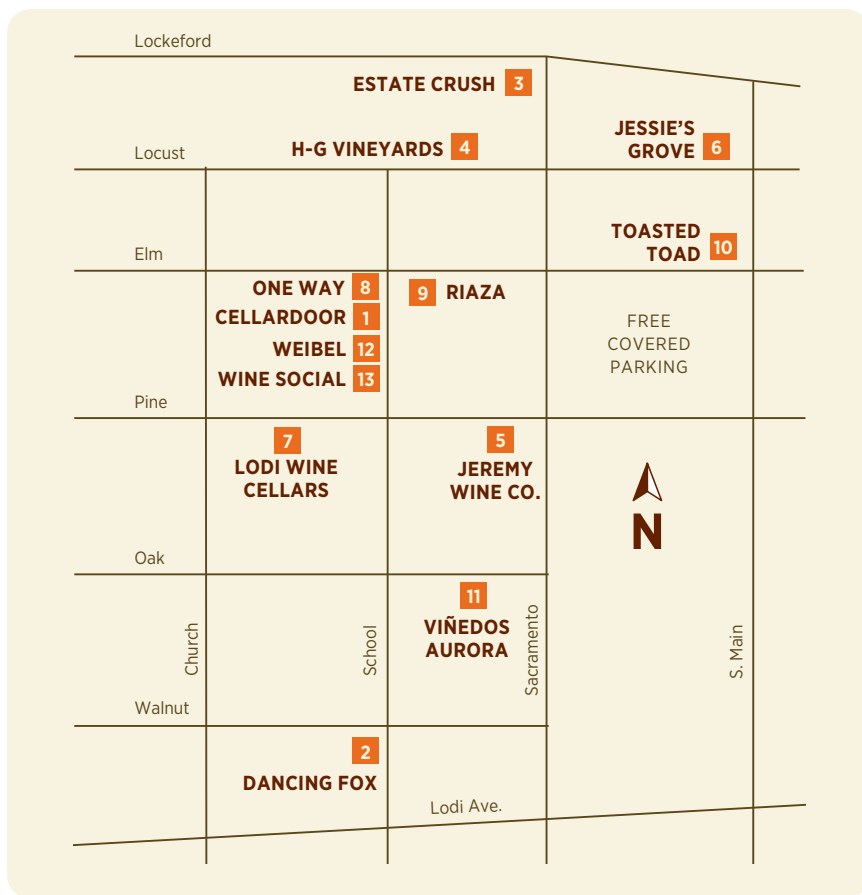 Lockeford
ESTATE CRUSH 3
JESSIE'S
GROVE 6
H-G VINEYARDS 4
Locust
TOASTED
TOAD 10
Elm
ONE WAY 8
9 RIAZA
CELLARDOOR 1
WEIBEL 12
WINE SOCIAL 13
FREE
COVERED
PARKING
Pine
7
LODI WINE
CELLARS
5
JEREMY
WINE CO.
N
Oak
11
VIÑEDOS
AURORA
Church
School
Sacramento
S. Main
Walnut
2
DANCING FOX
Lodi Ave.